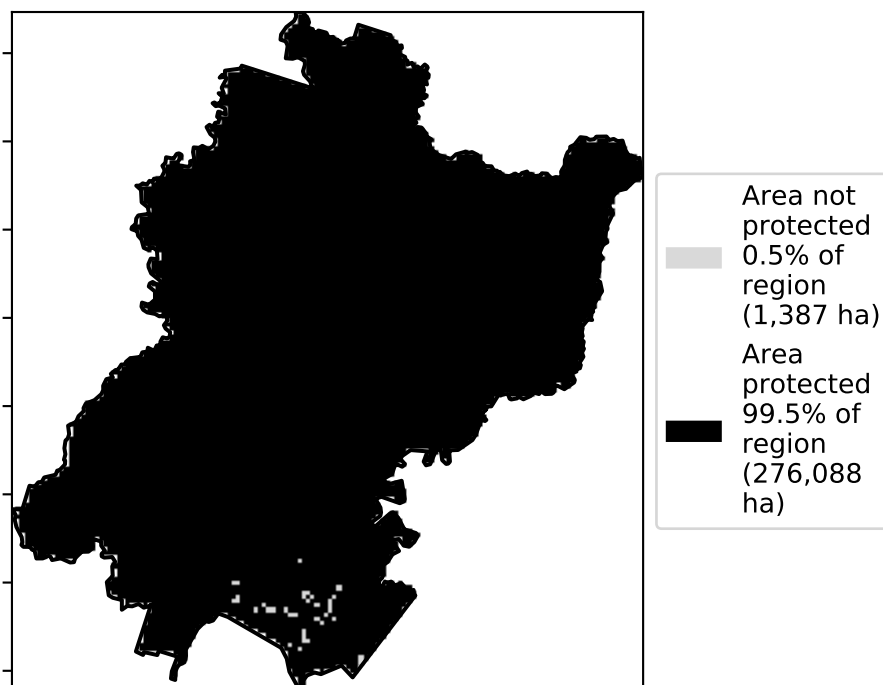 Area not
protected
0.5% of
region
(1,387 ha)
Area
protected
99.5% of
region
(276,088
ha)